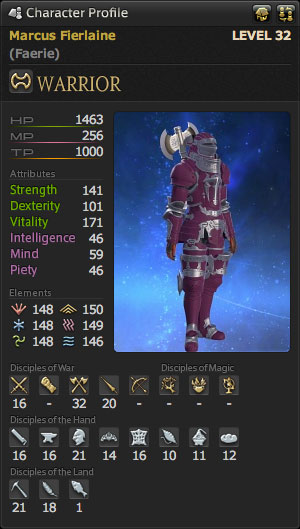 Character Profile
Marcus Fierlaine LEVEL 32
(Faerie)
WARRIOR
HP 1463
MP 256
TP 1000
Attributes
Strength 141
Dexterity 101
Vitality 171
Intelligence 46
Mind 59
Piety 46
Elements
148 150
148 149
148 146
Disciples of War Disciples of Magic
16 - 32 20 - - - -
Disciples of the Hand
16 16 21 14 16 10 11 12
Disciples of the Land
21 18 1